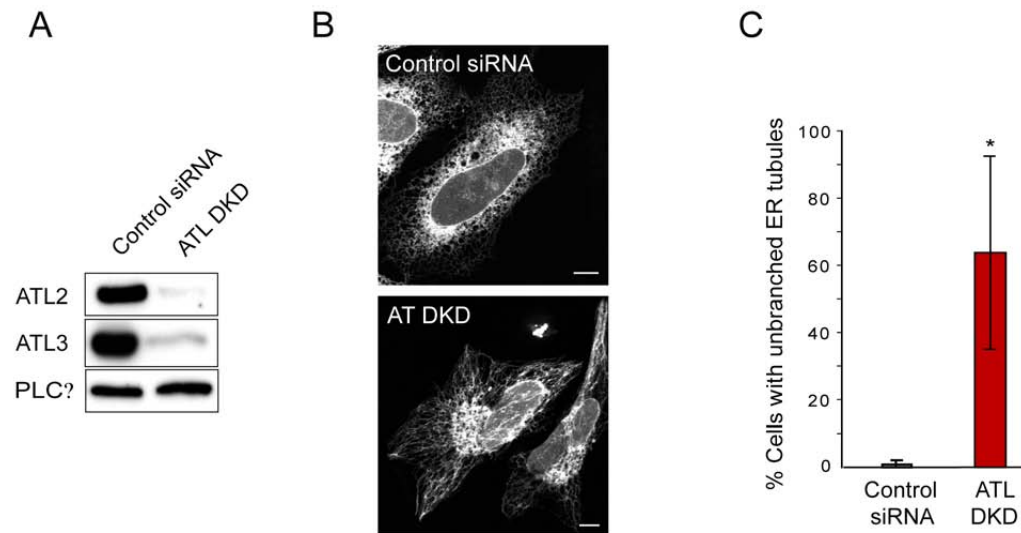 A
Control siRNA
ATL DKD
ATL2
ATL3
PLC?
B
Control siRNA
AT DKD
C
% Cells with unbranched ER tubules
100
80
60
40
20
0
*
Control
siRNA
ATL
DKD